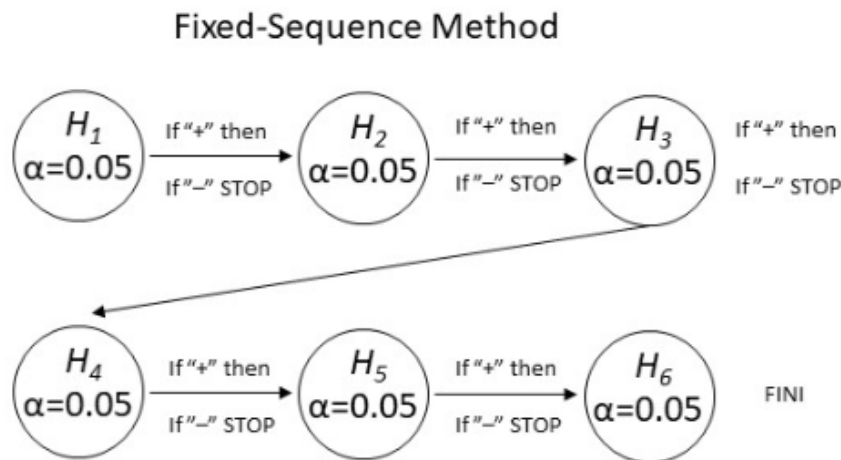 Fixed-Sequence Method
H₁
α=0.05
If "+" then
If "–" STOP
H₂
α=0.05
If "+" then
If "–" STOP
H₃
α=0.05
If "+" then
If "–" STOP
H₄
α=0.05
If "+" then
If "–" STOP
H₅
α=0.05
If "+" then
If "–" STOP
H₆
α=0.05
FINI